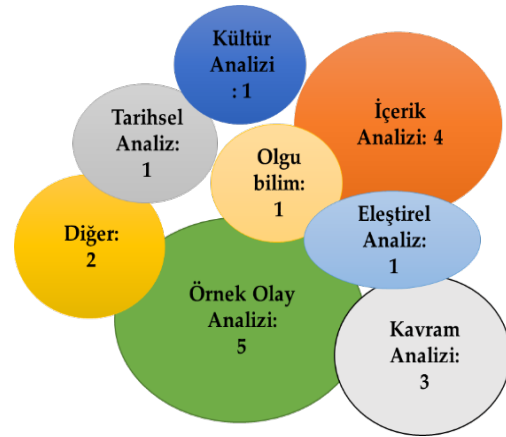 Kültür
Analizi
: 1
İçerik
Analizi: 4
Tarihsel
Analiz:
1
Olgu
bilim:
1
Eleştirel
Analiz:
1
Diğer:
2
Örnek Olay
Analizi:
5
Kavram
Analizi:
3